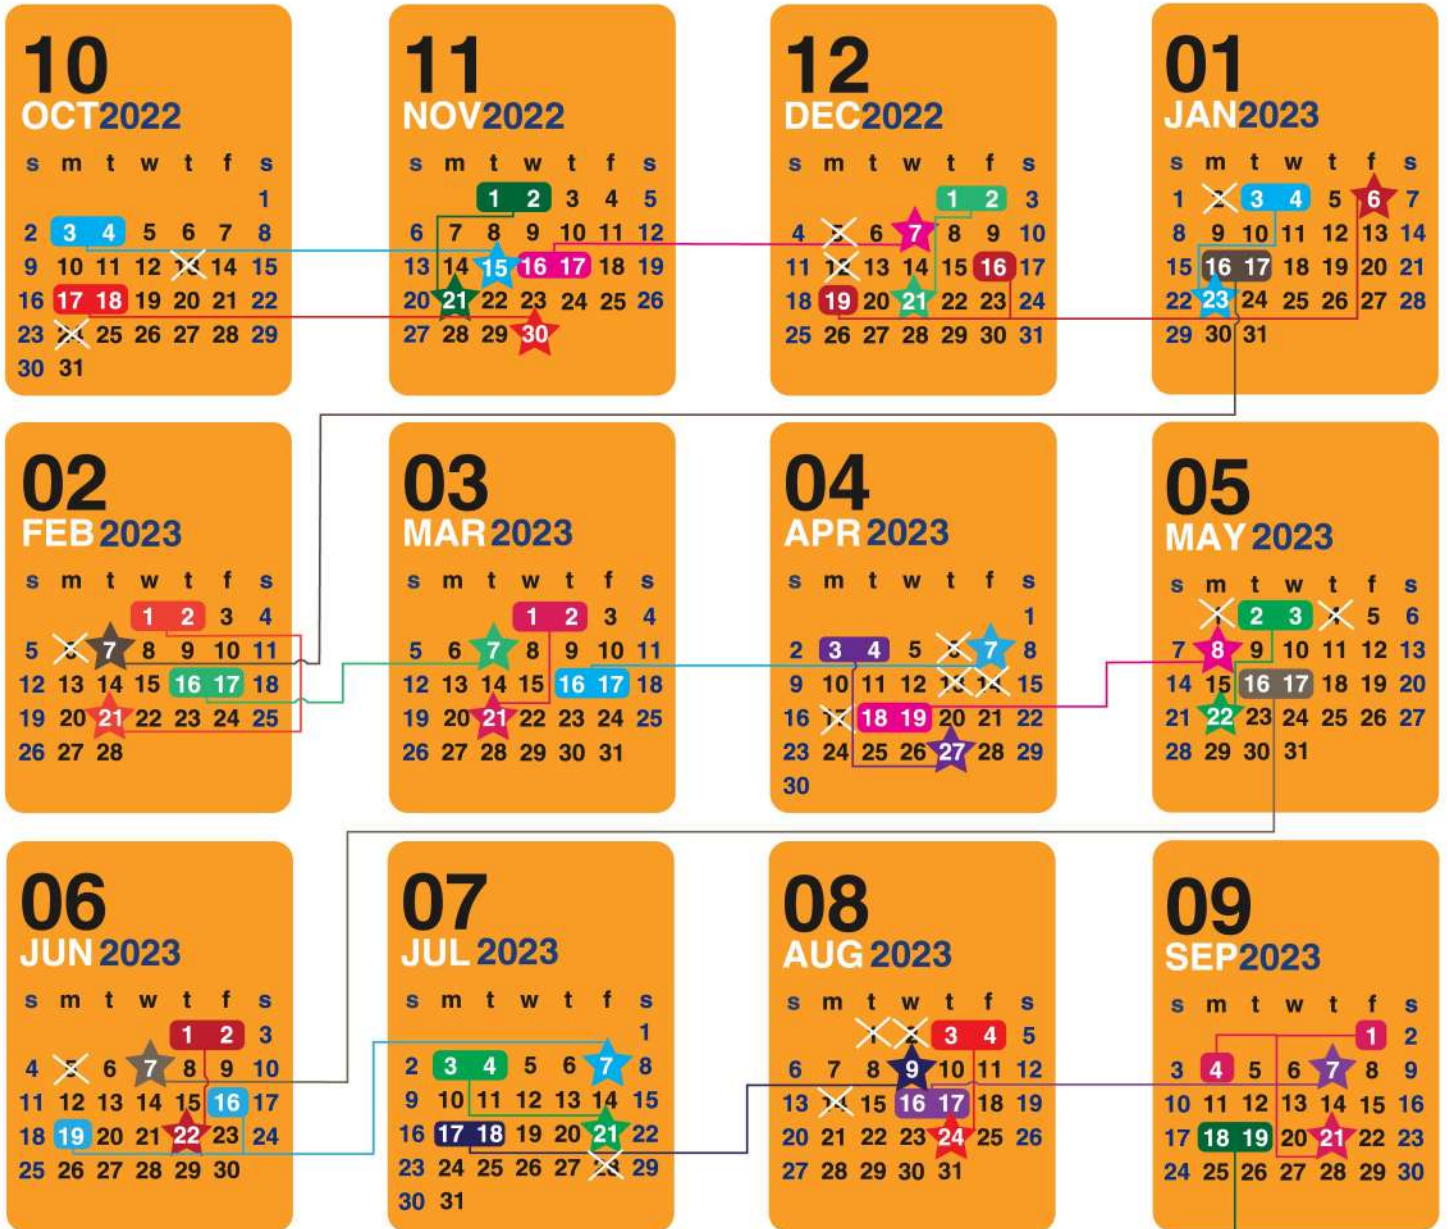 10
OCT2022
s m t w t f s
1
2 3 4 5 6 7 8
9 10 11 12 13 14 15
16 17 18 19 20 21 22
23 24 25 26 27 28 29
30 31
11
NOV2022
s m t w t f s
1 2 3 4 5
6 7 8 9 10 11 12
13 14 15 16 17 18 19
20 21 22 23 24 25 26
27 28 29 30
12
DEC2022
s m t w t f s
1 2 3
4 5 6 7 8 9 10
11 12 13 14 15 16 17
18 19 20 21 22 23 24
25 26 27 28 29 30 31
01
JAN2023
s m t w t f s
1 2 3 4 5 6 7
8 9 10 11 12 13 14
15 16 17 18 19 20 21
22 23 24 25 26 27 28
29 30 31
02
FEB 2023
s m t w t f s
1 2 3 4
5 6 7 8 9 10 11
12 13 14 15 16 17 18
19 20 21 22 23 24 25
26 27 28
03
MAR 2023
s m t w t f s
1 2 3 4
5 6 7 8 9 10 11
12 13 14 15 16 17 18
19 20 21 22 23 24 25
26 27 28 29 30 31
04
APR 2023
s m t w t f s
1
2 3 4 5 6 7 8
9 10 11 12 13 14 15
16 17 18 19 20 21 22
23 24 25 26 27 28 29
30
05
MAY 2023
s m t w t f s
1 2 3 4 5 6
7 8 9 10 11 12 13
14 15 16 17 18 19 20
21 22 23 24 25 26 27
28 29 30 31
06
JUN 2023
s m t w t f s
1 2 3
4 5 6 7 8 9 10
11 12 13 14 15 16 17
18 19 20 21 22 23 24
25 26 27 28 29 30
07
JUL 2023
s m t w t f s
1
2 3 4 5 6 7 8
9 10 11 12 13 14 15
16 17 18 19 20 21 22
23 24 25 26 27 28 29
30 31
08
AUG 2023
s m t w t f s
1 2 3 4 5
6 7 8 9 10 11 12
13 14 15 16 17 18 19
20 21 22 23 24 25 26
27 28 29 30 31
09
SEP2023
s m t w t f s
1 2
3 4 5 6 7 8 9
10 11 12 13 14 15 16
17 18 19 20 21 22 23
24 25 26 27 28 29 30